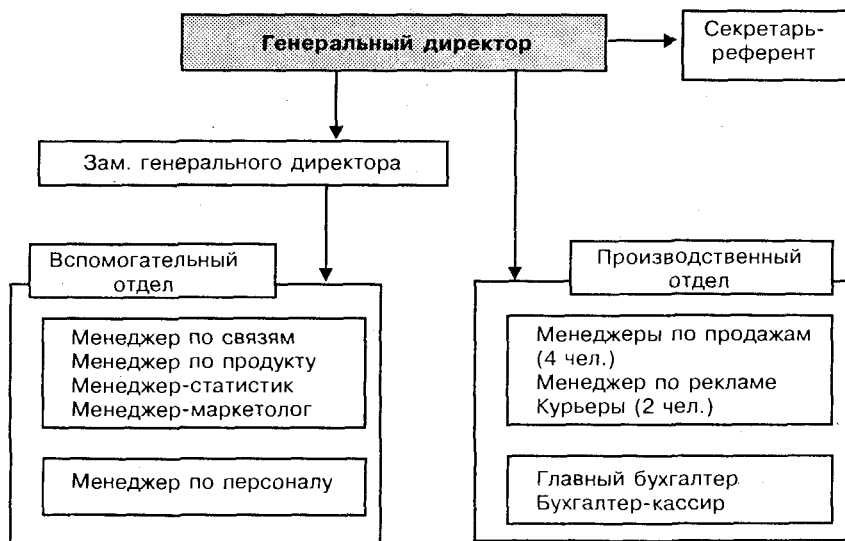 Генеральный директор
Секретарь-
референт
Зам. генерального директора
Вспомогательный
отдел
Менеджер по связям
Менеджер по продукту
Менеджер-статистик
Менеджер-маркетолог
Менеджер по персоналу
Производственный
отдел
Менеджеры по продажам
(4 чел.)
Менеджер по рекламе
Курьеры (2 чел.)
Главный бухгалтер
Бухгалтер-кассир